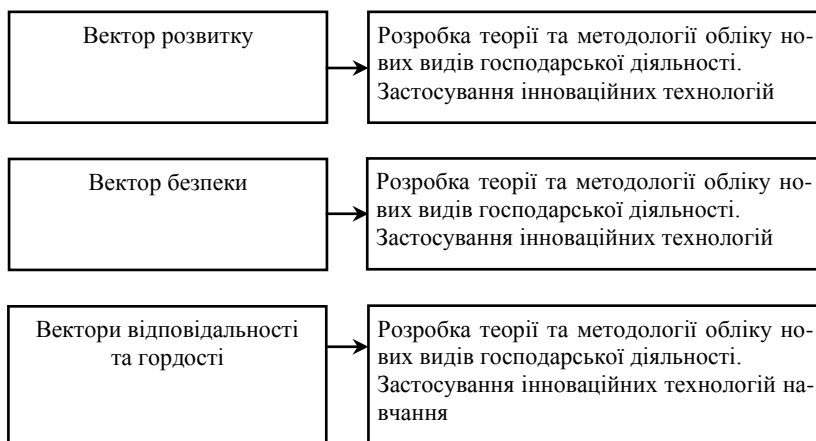 Вектор розвитку
Розробка теорії та методології обліку но-
вих видів господарської діяльності.
Застосування інноваційних технологій
Вектор безпеки
Розробка теорії та методології обліку но-
вих видів господарської діяльності.
Застосування інноваційних технологій
Вектори відповідальності
та гордості
Розробка теорії та методології обліку но-
вих видів господарської діяльності.
Застосування інноваційних технологій на-
вчання